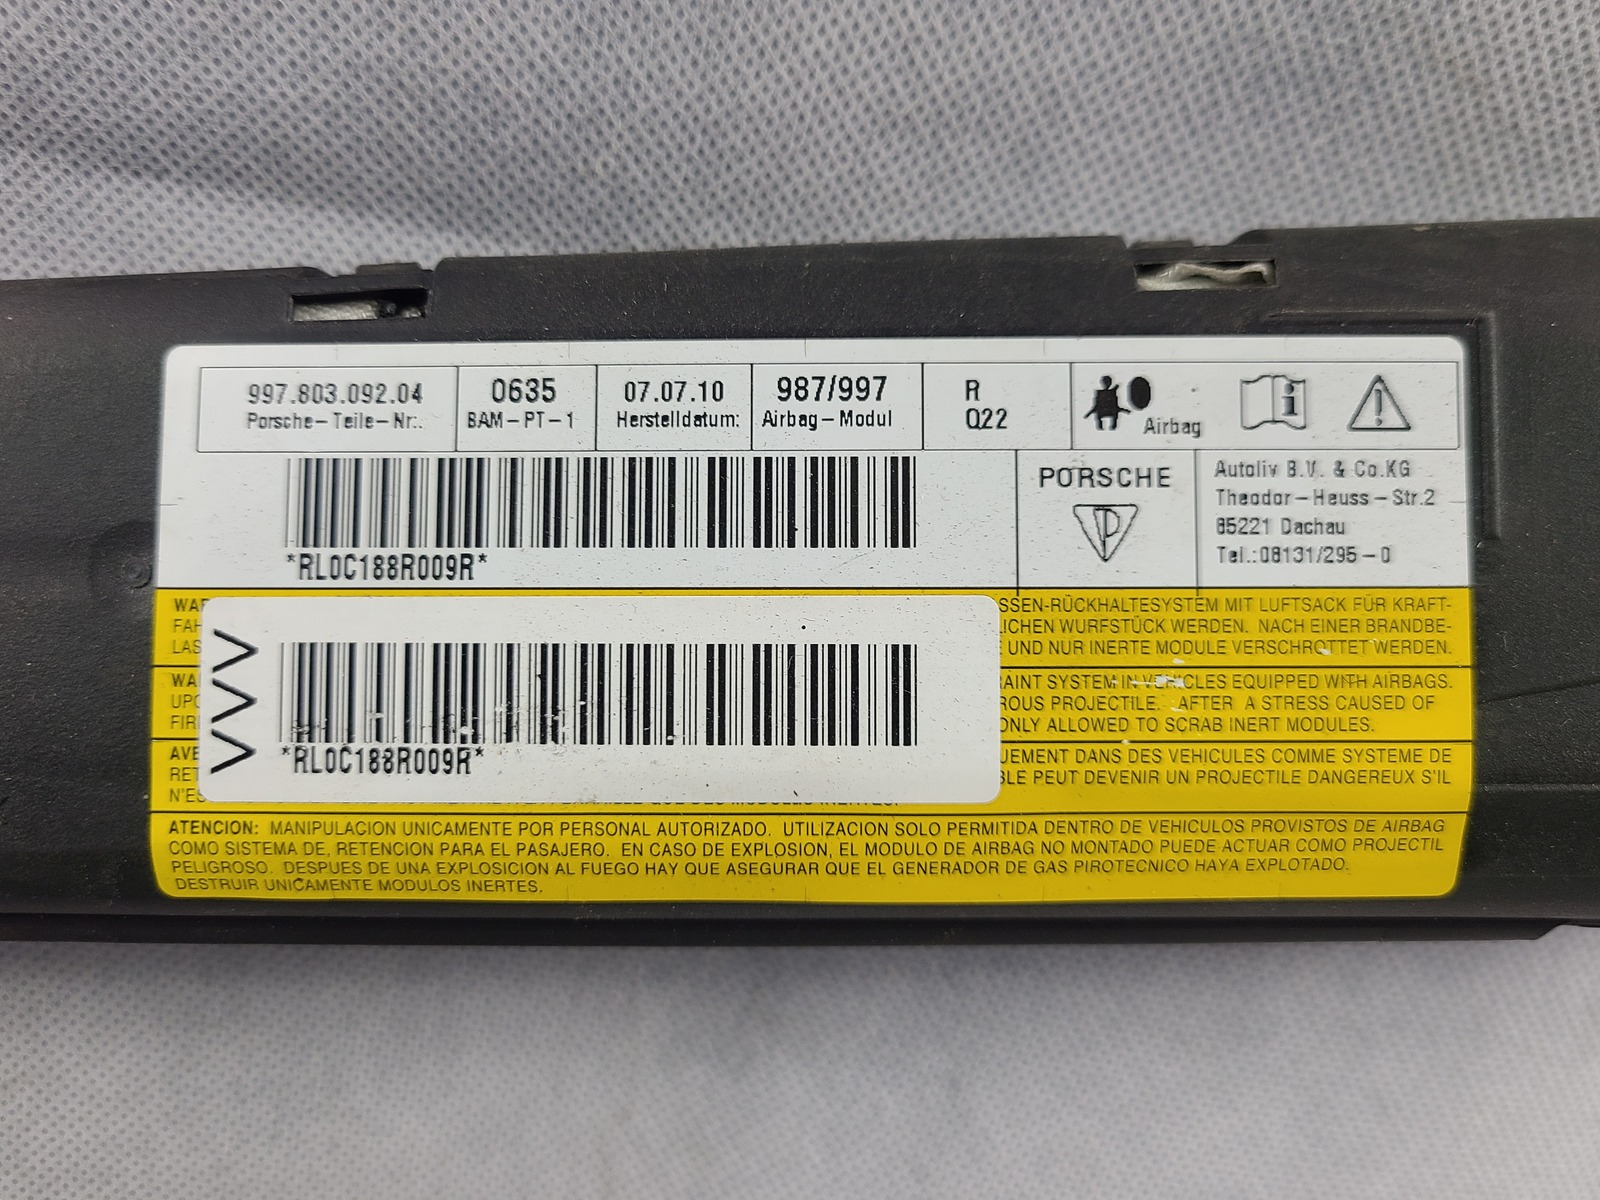 997.803.092.04
Porsche-Teile-Nr.:
0635
BAM-PT-1
07.07.10
Herstelldatum:
987/997
Airbag-Modul
R
Q22
Airbag
PORSCHE
Autoliv B.V. & Co.KG
Theodor-Heuss-Str.2
85221 Dachau
Tel.:08131/295-0
*RL0C188R009R*
SSEN-RÜCKHALTESYSTEM MIT LUFTSACK FÜR KRAFT-
LICHEN WURFSTÜCK WERDEN. NACH EINER BRANDBE-
UND NUR INERTE MODULE VERSCHROTTET WERDEN.
RAINT SYSTEM IN VEHICLES EQUIPPED WITH AIRBAGS.
ROUS PROJECTILE. AFTER A STRESS CAUSED OF
ONLY ALLOWED TO SCRAB INERT MODULES.
UEMENT DANS DES VEHICULES COMME SYSTEME DE
BLE PEUT DEVENIR UN PROJECTILE DANGEREUX S'IL
*RL0C188R009R*
ATENCION: MANIPULACION UNICAMENTE POR PERSONAL AUTORIZADO. UTILIZACION SOLO PERMITIDA DENTRO DE VEHICULOS PROVISTOS DE AIRBAG
COMO SISTEMA DE, RETENCION PARA EL PASAJERO. EN CASO DE EXPLOSION, EL MODULO DE AIRBAG NO MONTADO PUEDE ACTUAR COMO PROJECTIL
PELIGROSO. DESPUES DE UNA EXPLOSICION AL FUEGO HAY QUE ASEGURAR QUE EL GENERADOR DE GAS PIROTECNICO HAYA EXPLOTADO.
DESTRUIR UNICAMENTE MODULOS INERTES.